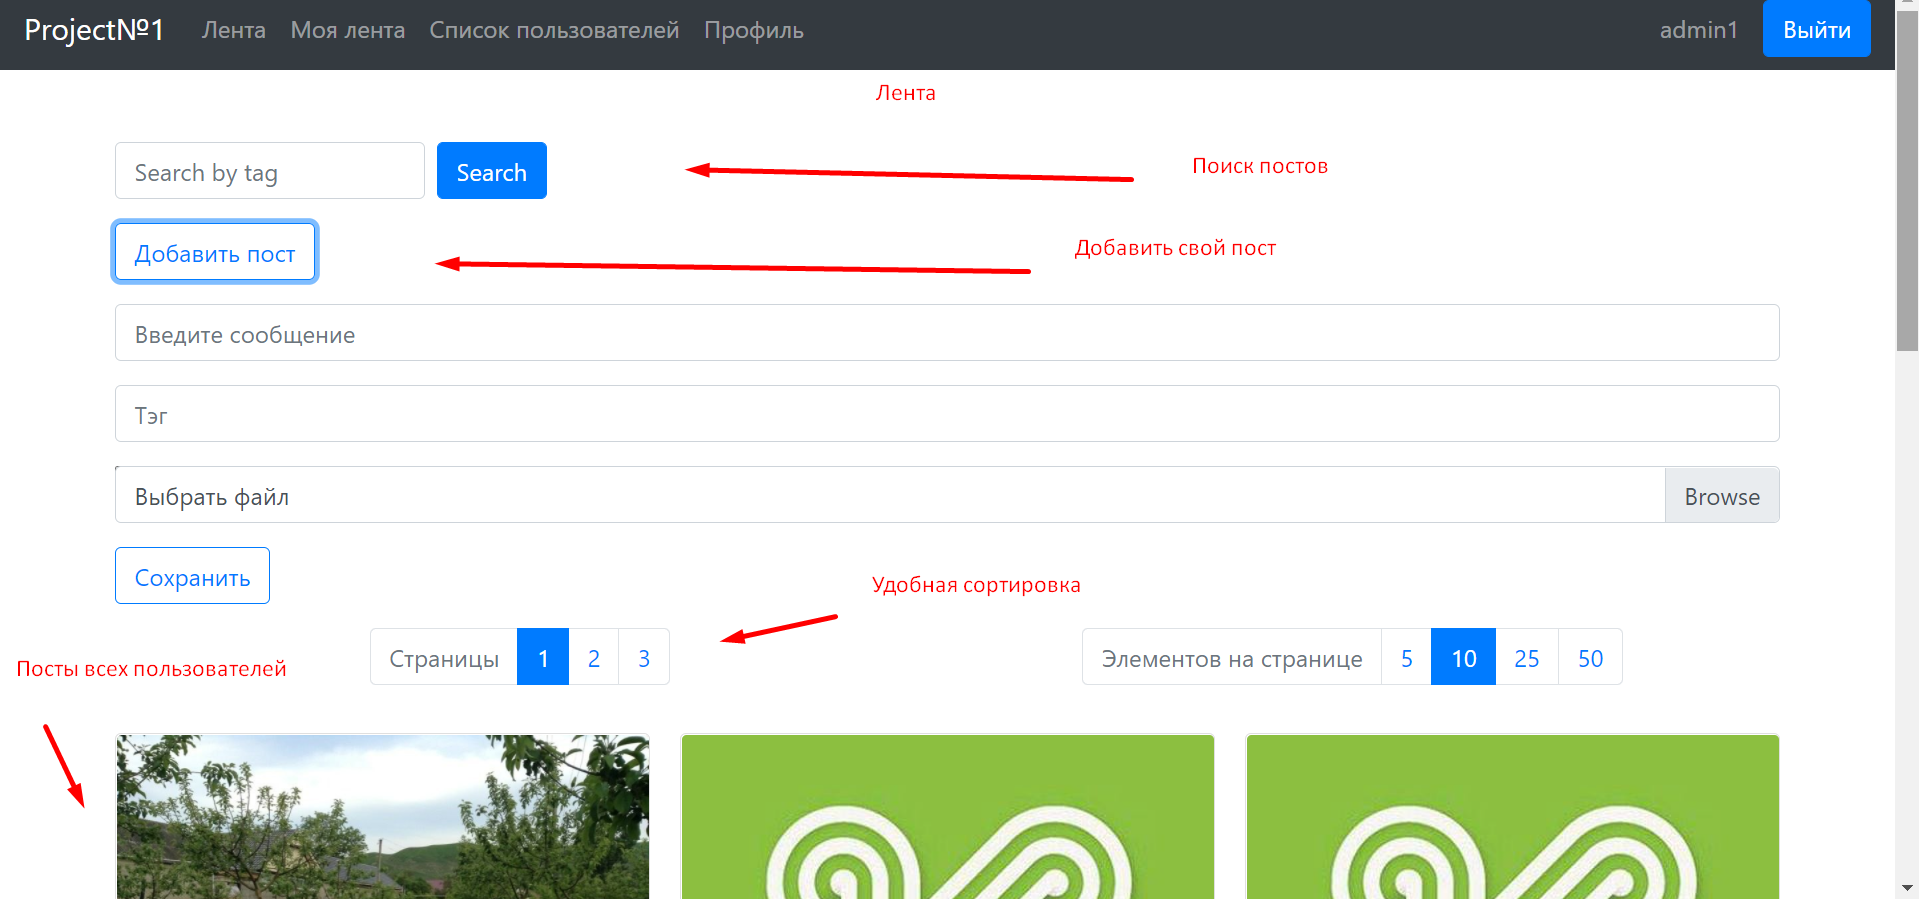 ProjectNº1 Лента Моя лента Список пользователей Профиль admin1 Выйти
Лента
Search by tag Search Поиск постов
Добавить пост Добавить свой пост
Введите сообщение
Тэг
Выбрать файл Browse
Сохранить
Удобная сортировка
Посты всех пользователей
Страницы 1 2 3 Элементов на странице 5 10 25 50